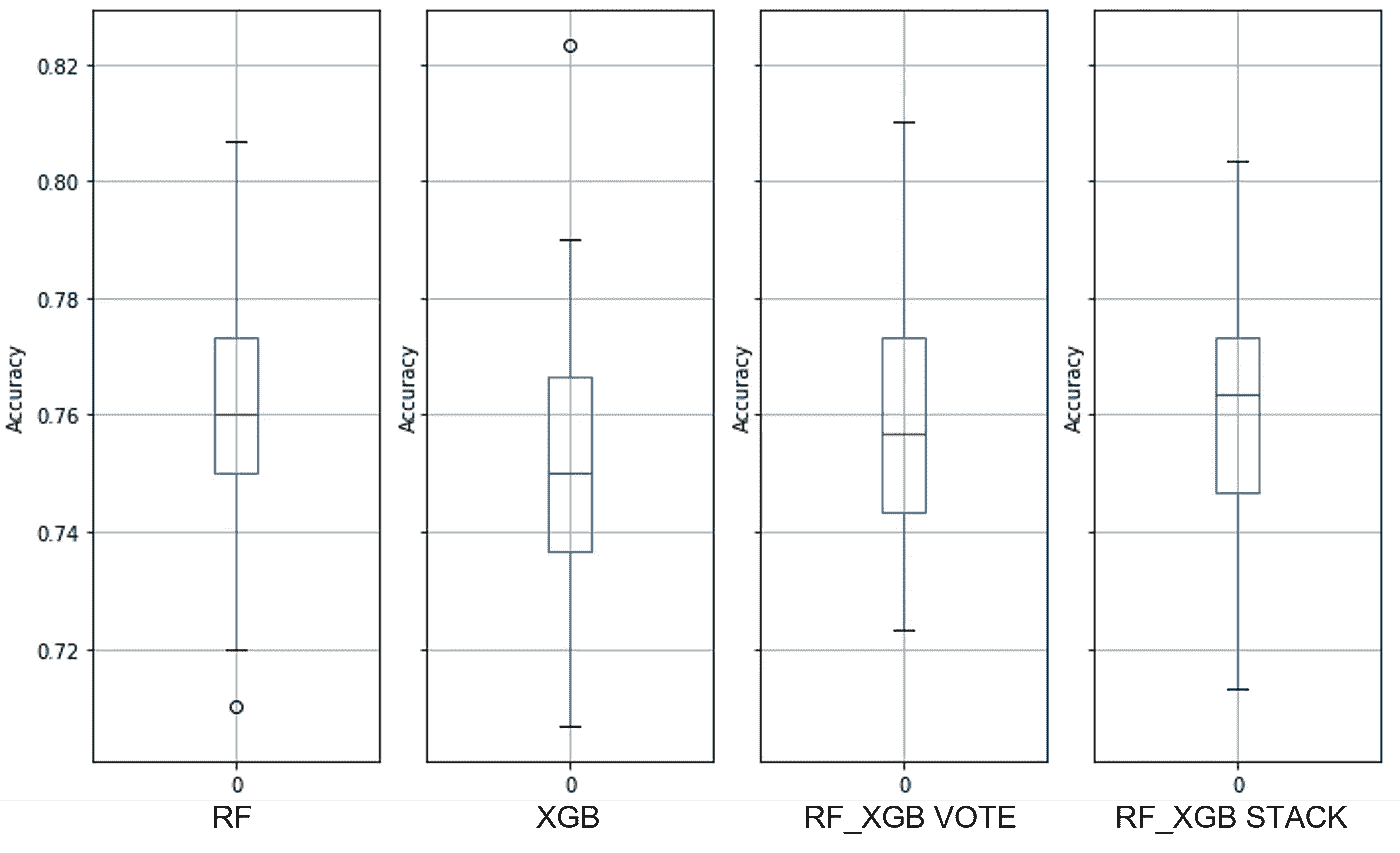 0.82
0.80
0.78
0.76
0.74
0.72
Accuracy
Accuracy
Accuracy
Accuracy
0
0
0
0
RF
XGB
RF_XGB VOTE
RF_XGB STACK